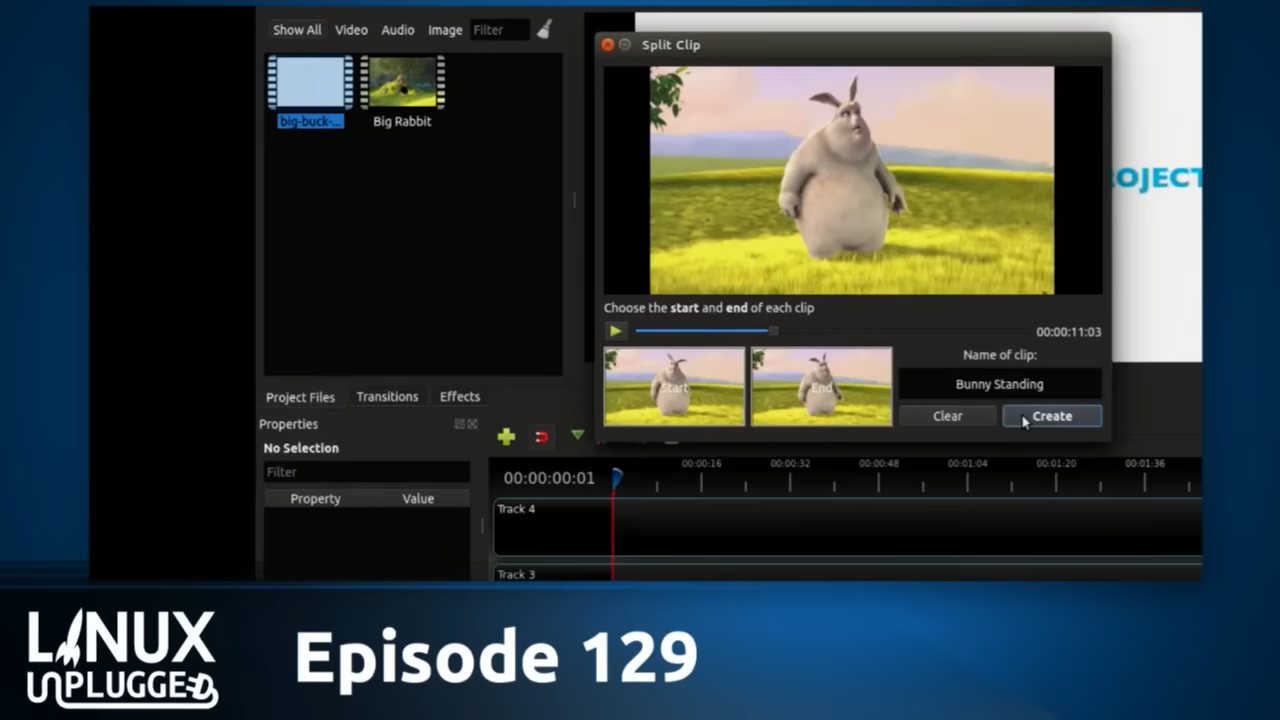 Show All Video Audio Image Filter
big-buck-...
Big Rabbit
Project Files Transitions Effects
Properties
No Selection
Filter
Property Value
Split Clip
ROJECT
Choose the start and end of each clip
00:00:11:03
Start
End
Name of clip:
Bunny Standing
Clear
Create
00:00:00:01
00:00:16 00:00:32 00:00:48 00:01:04 00:01:20 00:01:36
Track 4
Track 3
LINUX
UNPLUGGED
Episode 129